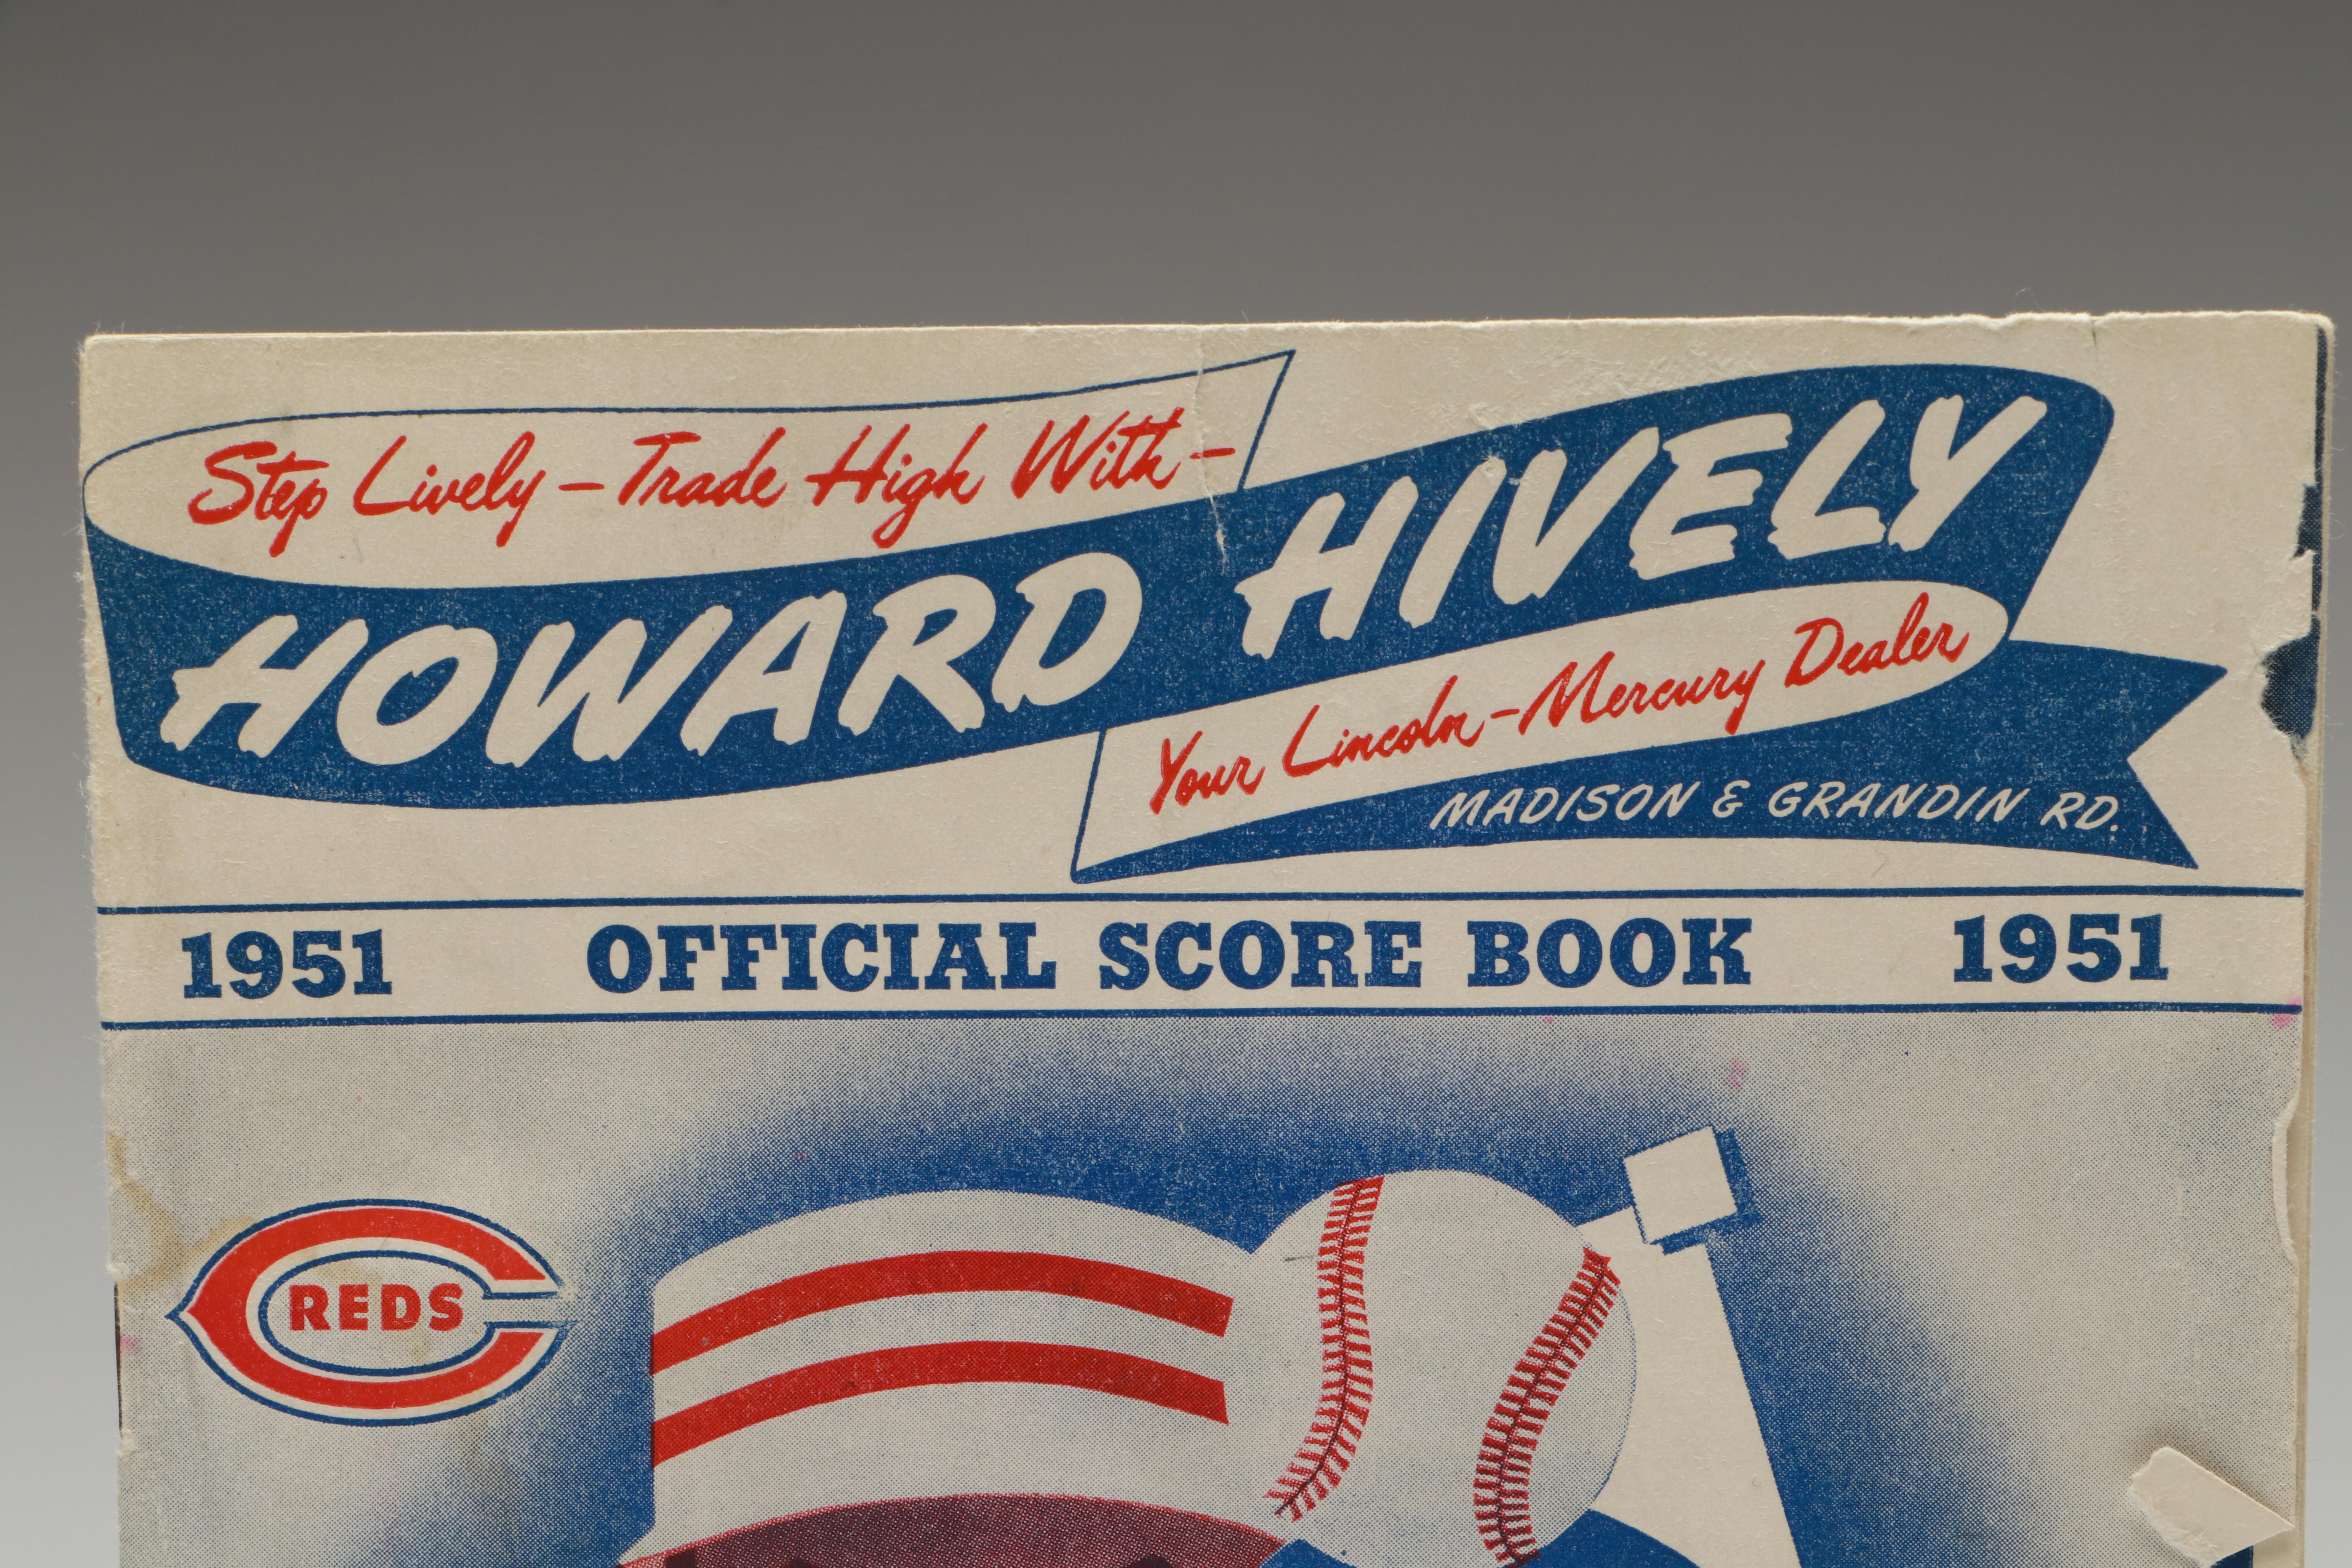 Step Lively – Trade High With –
HOWARD HIVELY
Your Lincoln – Mercury Dealer
MADISON & GRANDIN RD.
1951 OFFICIAL SCORE BOOK 1951
REDS